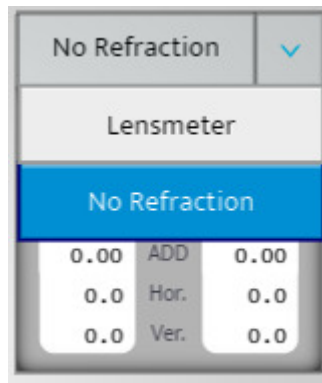 No Refraction
Lensmeter
No Refraction
0.00 ADD 0.00
0.0 Hor. 0.0
0.0 Ver. 0.0